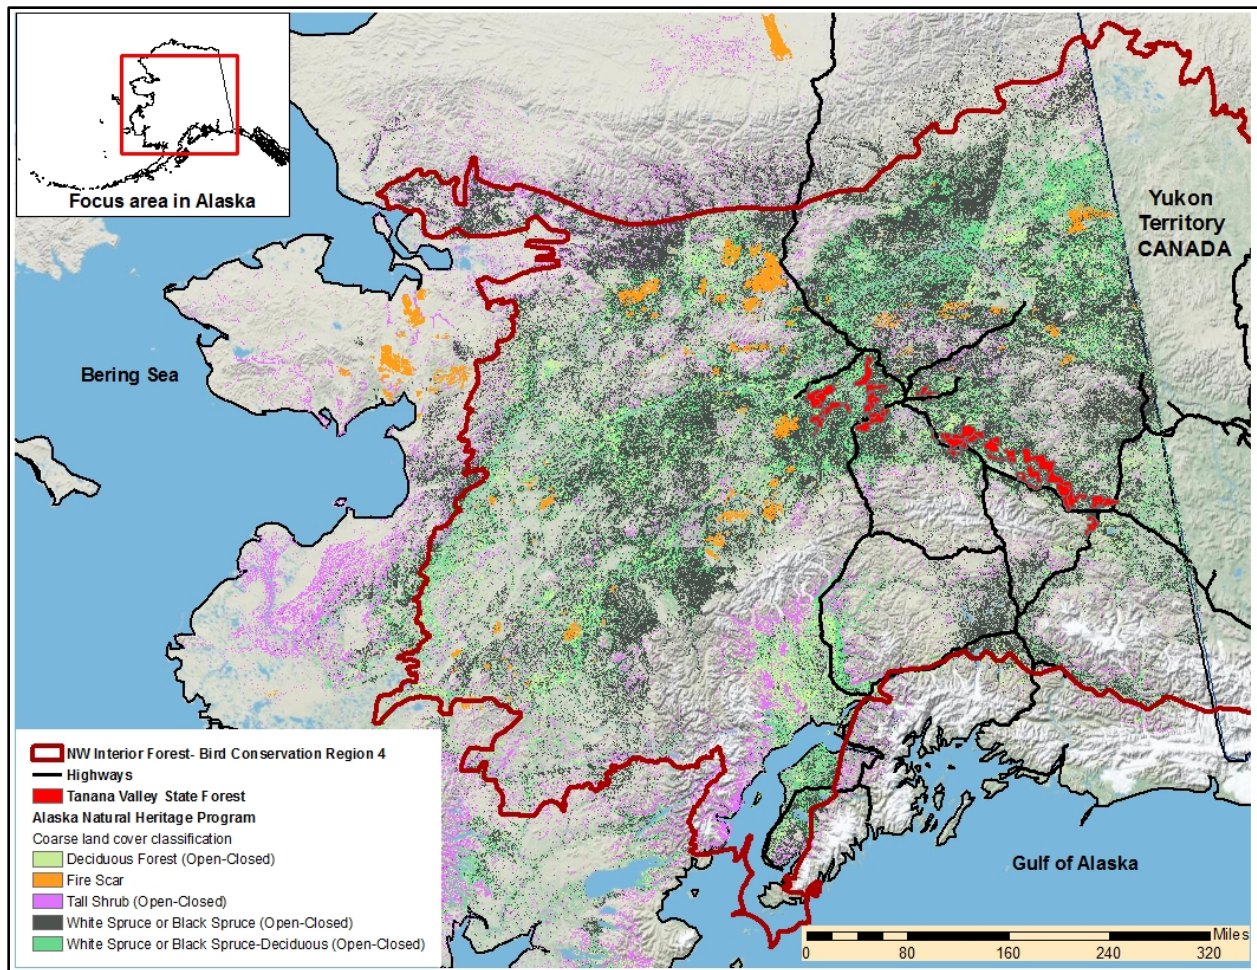 Focus area in Alaska
Yukon
Territory
CANADA
Bering Sea
Gulf of Alaska
NW Interior Forest- Bird Conservation Region 4
Highways
Tanana Valley State Forest
Alaska Natural Heritage Program
Coarse land cover classification
Deciduous Forest (Open-Closed)
Fire Scar
Tall Shrub (Open-Closed)
White Spruce or Black Spruce (Open-Closed)
White Spruce or Black Spruce-Deciduous (Open-Closed)
Miles
0 40 80 160 240 320